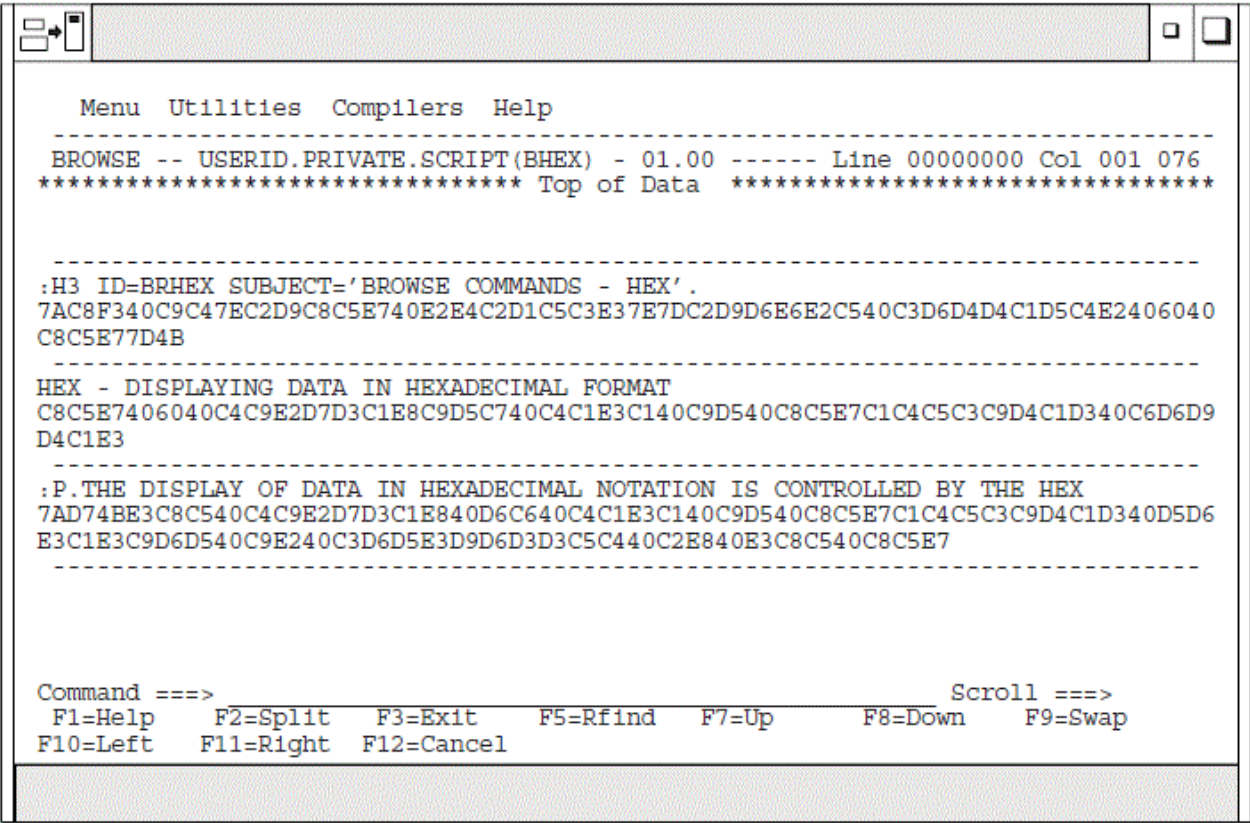 Menu Utilities Compilers Help
-------------------------------------------------------------------------------
BROWSE -- USERID.PRIVATE.SCRIPT(BHEX) - 01.00 ------ Line 00000000 Col 001 076
********************************* Top of Data *********************************
------------------------------------------------------------------------------
:H3 ID=BRHEX SUBJECT='BROWSE COMMANDS - HEX'.
7AC8F340C9C47EC2D9C8C5E740E2E4C2D1C5C3E37E7DC2D9D6E6E2C540C3D6D4D4C1D5C4E2406040
C8C5E77D4B
------------------------------------------------------------------------------
HEX - DISPLAYING DATA IN HEXADECIMAL FORMAT
C8C5E7406040C4C9E2D7D3C1E8C9D5C740C4C1E3C140C9D540C8C5E7C1C4C5C3C9D4C1D340C6D6D9
D4C1E3
------------------------------------------------------------------------------
:P.THE DISPLAY OF DATA IN HEXADECIMAL NOTATION IS CONTROLLED BY THE HEX
7AD74BE3C8C540C4C9E2D7D3C1E840D6C640C4C1E3C140C9D540C8C5E7C1C4C5C3C9D4C1D340D5D6
E3C1E3C9D6D540C9E240C3D6D5E3D9D6D3D3C5C440C2E840E3C8C540C8C5E7
------------------------------------------------------------------------------
Command ===> Scroll ===>
F1=Help F2=Split F3=Exit F5=Rfind F7=Up F8=Down F9=Swap
F10=Left F11=Right F12=Cancel